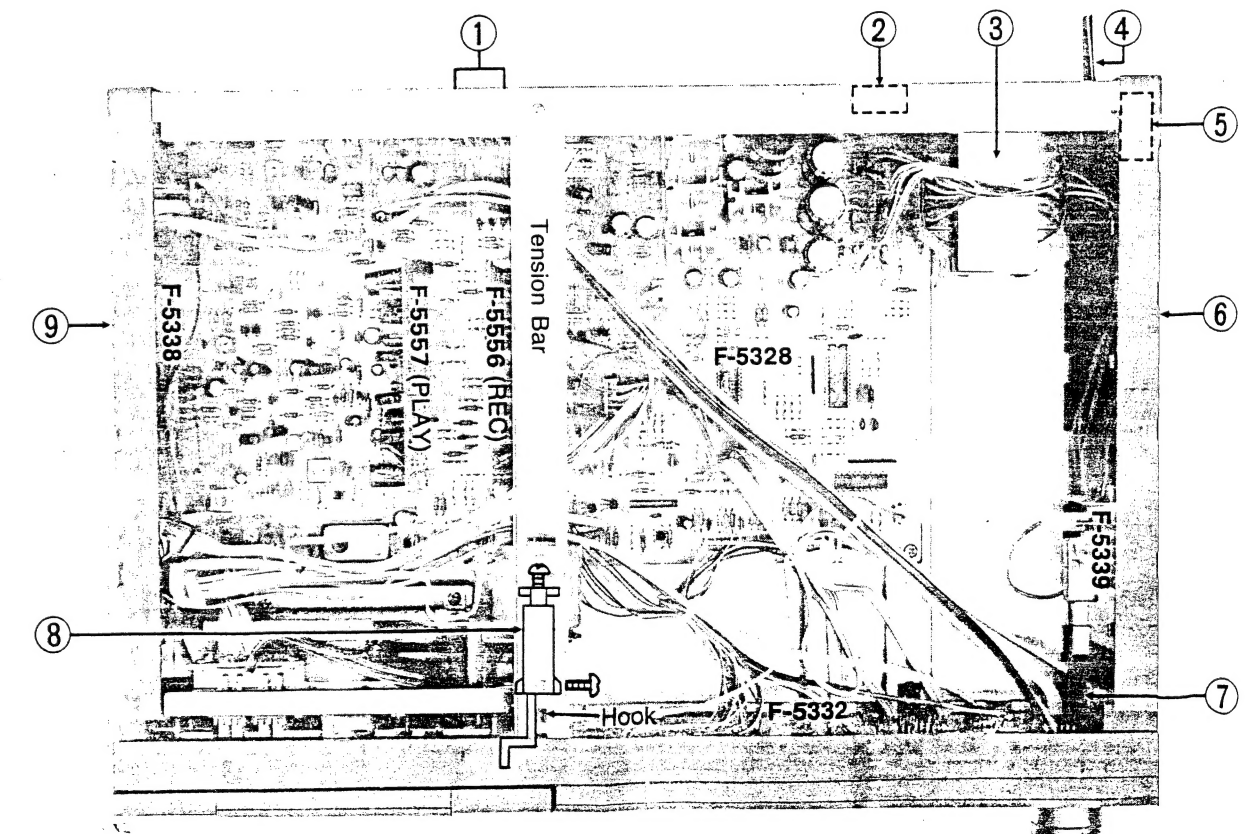 ①
②
③
④
⑤
⑥
⑦
⑧
⑨
F-5338
F-5557 (PLAY)
F-5556 (REC)
Tension Bar
F-5328
F-5339
Hook
F-5332